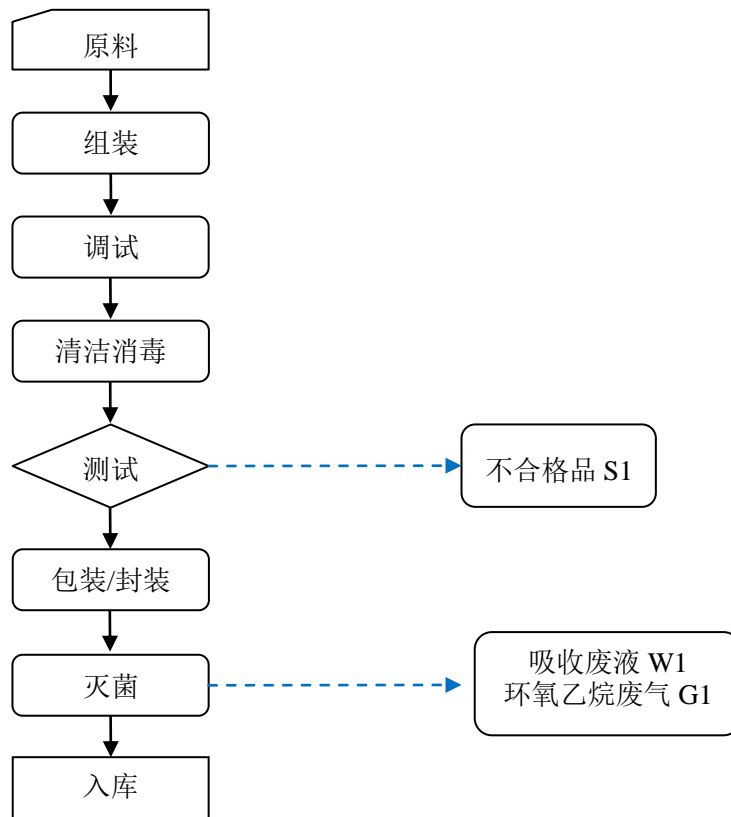 原料
组装
调试
清洁消毒
测试
不合格品 S1
包装/封装
灭菌
吸收废液 W1
环氧乙烷废气 G1
入库